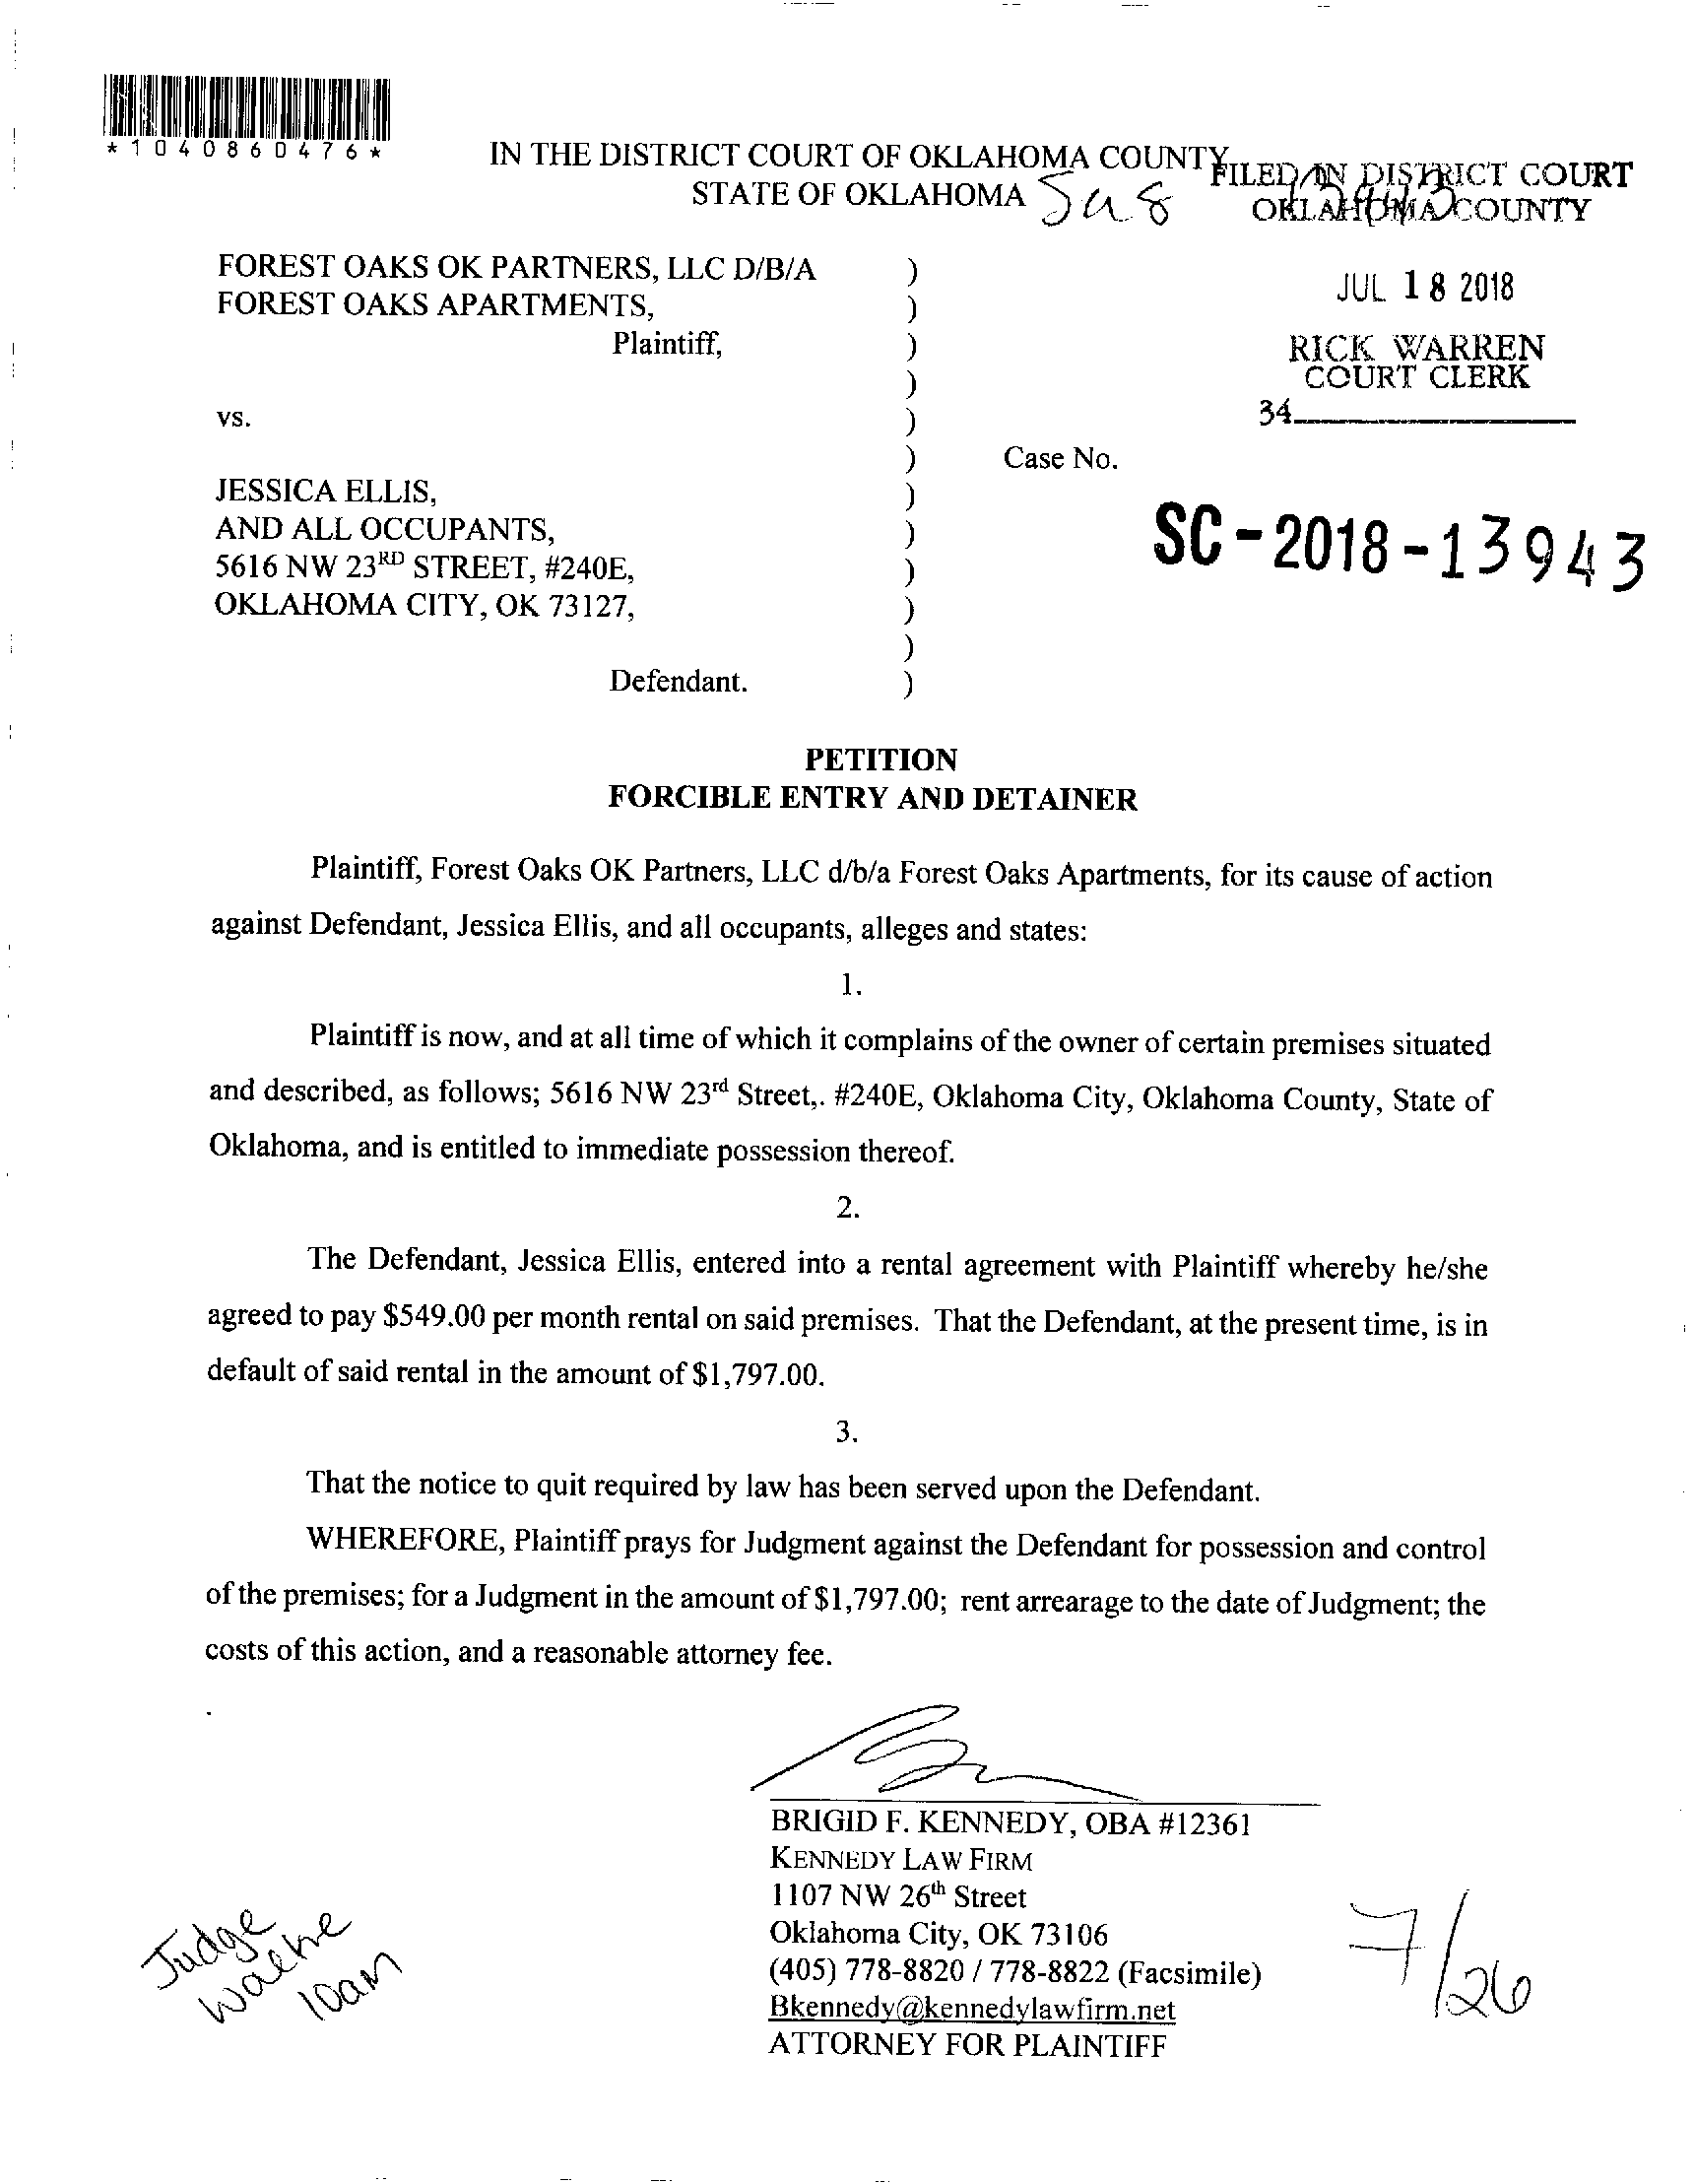 *1040860476*
IN THE DISTRICT COURT OF OKLAHOMA COUNTY
STATE OF OKLAHOMA
FILED IN DISTRICT COURT
OKLAHOMA COUNTY
JUL 18 2018
RICK WARREN
COURT CLERK
34
FOREST OAKS OK PARTNERS, LLC D/B/A )
FOREST OAKS APARTMENTS, )
Plaintiff, )
)
vs. )
) Case No.
JESSICA ELLIS, )
AND ALL OCCUPANTS, )
5616 NW 23RD STREET, #240E, )
OKLAHOMA CITY, OK 73127, )
)
Defendant. )
SC-2018-13943
PETITION
FORCIBLE ENTRY AND DETAINER
Plaintiff, Forest Oaks OK Partners, LLC d/b/a Forest Oaks Apartments, for its cause of action
against Defendant, Jessica Ellis, and all occupants, alleges and states:
1.
Plaintiff is now, and at all time of which it complains of the owner of certain premises situated
and described, as follows; 5616 NW 23rd Street,. #240E, Oklahoma City, Oklahoma County, State of
Oklahoma, and is entitled to immediate possession thereof.
2.
The Defendant, Jessica Ellis, entered into a rental agreement with Plaintiff whereby he/she
agreed to pay $549.00 per month rental on said premises. That the Defendant, at the present time, is in
default of said rental in the amount of $1,797.00.
3.
That the notice to quit required by law has been served upon the Defendant.
WHEREFORE, Plaintiff prays for Judgment against the Defendant for possession and control
of the premises; for a Judgment in the amount of $1,797.00; rent arrearage to the date of Judgment; the
costs of this action, and a reasonable attorney fee.
BRIGID F. KENNEDY, OBA #12361
KENNEDY LAW FIRM
1107 NW 26th Street
Oklahoma City, OK 73106
(405) 778-8820 / 778-8822 (Facsimile)
Bkennedy@kennedylawfirm.net
ATTORNEY FOR PLAINTIFF
Judge
10am
7/26